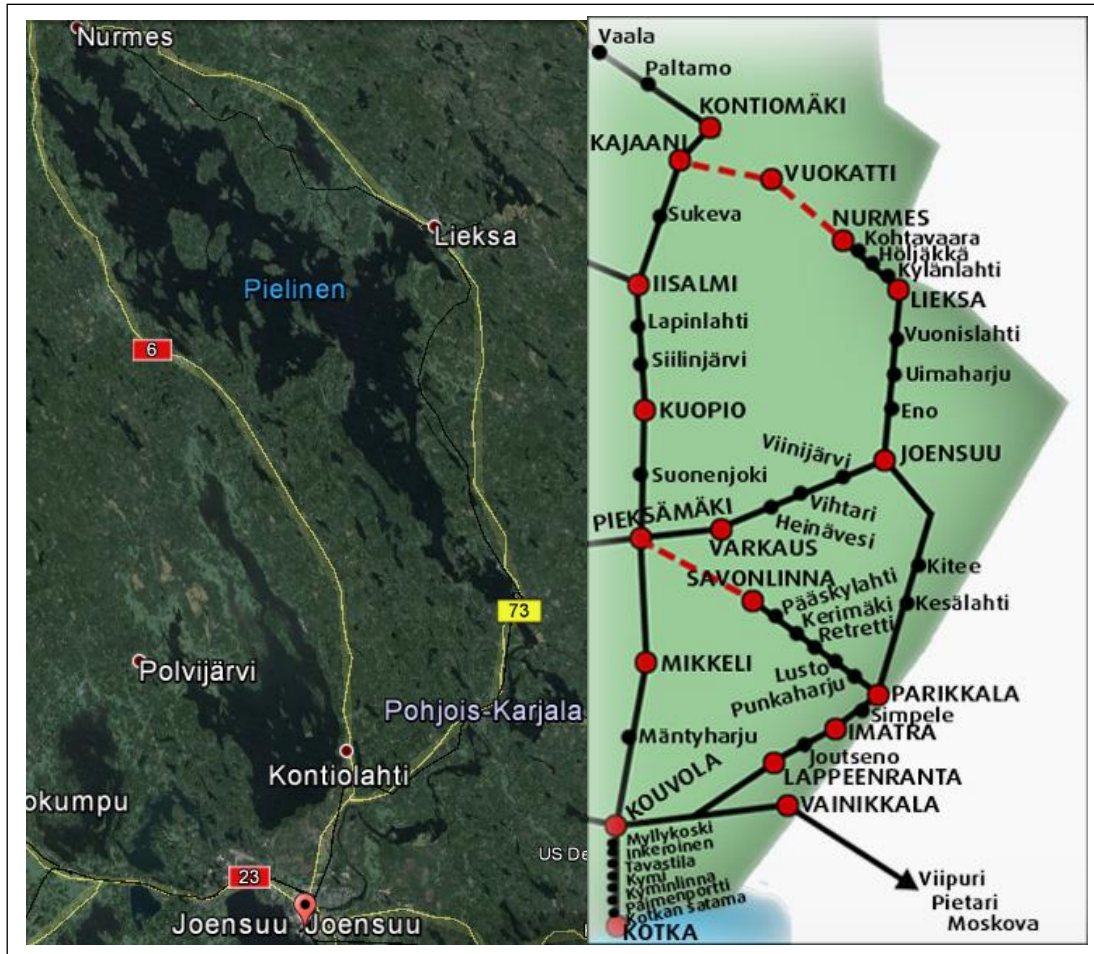 Nurmes
Lieksa
Pielinen
6
73
Polvijärvi
Pohjois-Karjala
Kontiolahti
okumpu
US De
23
Joensuu Joensuu
Vaala
Paltamo
KONTIOMÄKI
KAJAANI
VUOKATTI
Sukeva
NURMES
Kohtavaara
Höljäkkä
Kylänlahti
IISALMI
LIEKSA
Lapinlahti
Vuonislahti
Siilinjärvi
Uimaharju
KUOPIO
Eno
Viinijärvi
JOENSUU
Suonenjoki
Vihtari
PIEKSÄMÄKI
Heinävesi
VARKAUS
SAVONLINNA
Kitee
Pääskylahti
Kerimäki
Kesälahti
Retretti
MIKKELI
Lusto
Punkaharju
PARIKKALA
Simpele
IMATRA
Mäntyharju
Joutseno
KOUVOLA
LAPPEENRANTA
VAINIKKALA
Myllykoski
Inkeroinen
Tavastila
Kymi
Kyminlinna
Paimenportti
Kotkan satama
KOTKA
Viipuri
Pietari
Moskova